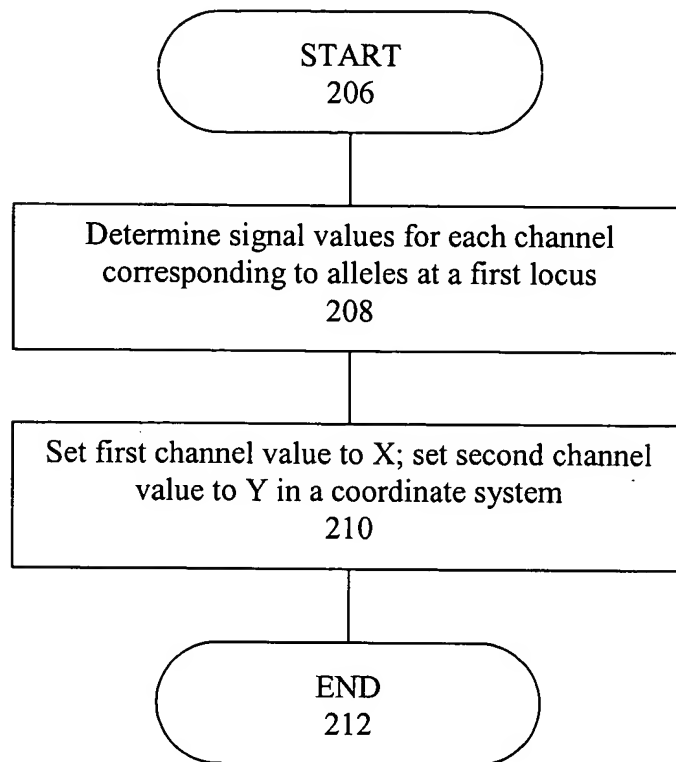 START
206
Determine signal values for each channel
corresponding to alleles at a first locus
208
Set first channel value to X; set second channel
value to Y in a coordinate system
210
END
212